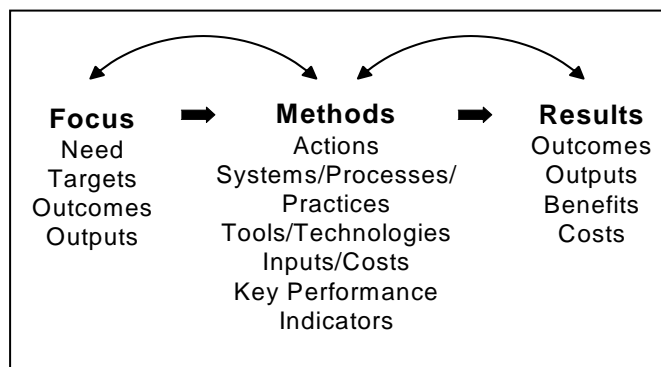 Focus
Need
Targets
Outcomes
Outputs
Methods
Actions
Systems/Processes/
Practices
Tools/Technologies
Inputs/Costs
Key Performance
Indicators
Results
Outcomes
Outputs
Benefits
Costs